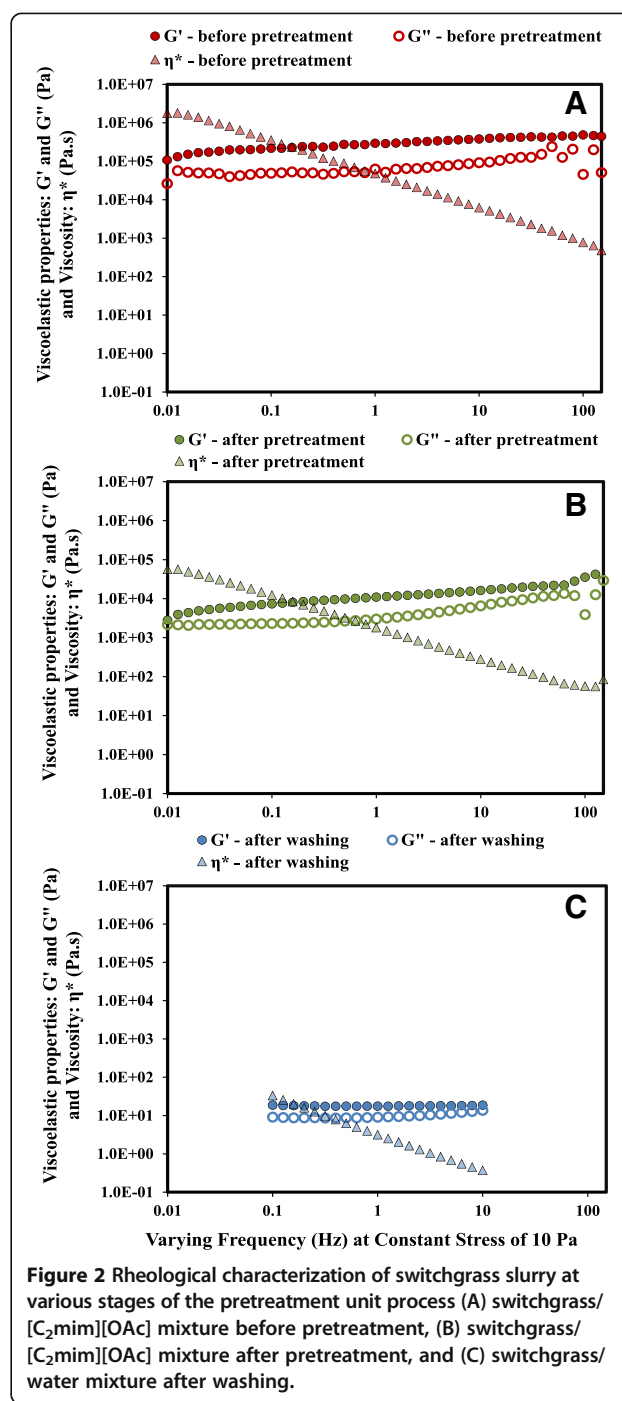 G' - before pretreatment G" - before pretreatment
η* - before pretreatment
Viscoelastic properties: G' and G" (Pa)
and Viscosity: η* (Pa.s)
1.0E+07
1.0E+06
1.0E+05
1.0E+04
1.0E+03
1.0E+02
1.0E+01
1.0E+00
1.0E-01
A
0.01 0.1 1 10 100
G' - after pretreatment G" - after pretreatment
η* - after pretreatment
Viscoelastic properties: G' and G" (Pa)
and Viscosity: η* (Pa.s)
1.0E+07
1.0E+06
1.0E+05
1.0E+04
1.0E+03
1.0E+02
1.0E+01
1.0E+00
1.0E-01
B
0.01 0.1 1 10 100
G' - after washing G" - after washing
η* - after washing
Viscoelastic properties: G' and G" (Pa)
and Viscosity: η* (Pa.s)
1.0E+07
1.0E+06
1.0E+05
1.0E+04
1.0E+03
1.0E+02
1.0E+01
1.0E+00
1.0E-01
C
0.01 0.1 1 10 100
Varying Frequency (Hz) at Constant Stress of 10 Pa
Figure 2 Rheological characterization of switchgrass slurry at
various stages of the pretreatment unit process (A) switchgrass/
[C₂mim][OAc] mixture before pretreatment, (B) switchgrass/
[C₂mim][OAc] mixture after pretreatment, and (C) switchgrass/
water mixture after washing.